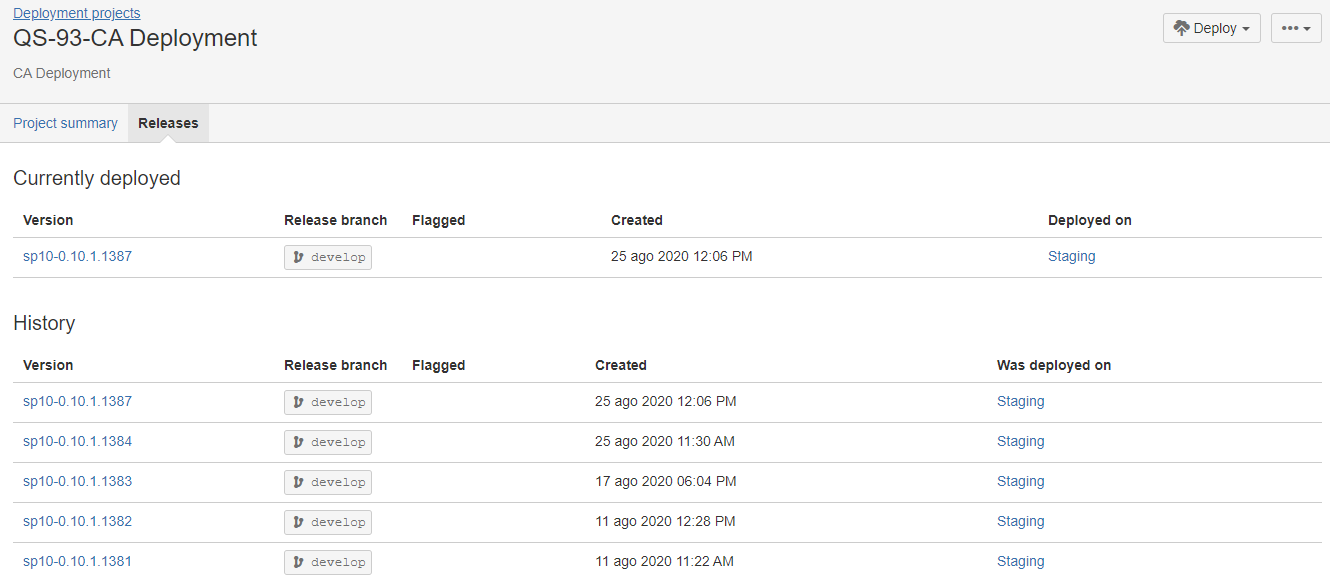 Deployment projects
QS-93-CA Deployment
Deploy
CA Deployment
Project summary Releases
Currently deployed
Version Release branch Flagged Created Deployed on
sp10-0.10.1.1387 develop 25 ago 2020 12:06 PM Staging
History
Version Release branch Flagged Created Was deployed on
sp10-0.10.1.1387 develop 25 ago 2020 12:06 PM Staging
sp10-0.10.1.1384 develop 25 ago 2020 11:30 AM Staging
sp10-0.10.1.1383 develop 17 ago 2020 06:04 PM Staging
sp10-0.10.1.1382 develop 11 ago 2020 12:28 PM Staging
sp10-0.10.1.1381 develop 11 ago 2020 11:22 AM Staging